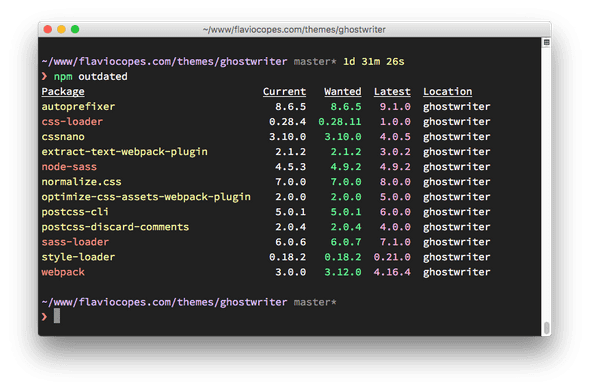 ~/www/flaviocopes.com/themes/ghostwriter
~/www/flaviocopes.com/themes/ghostwriter master* 1d 31m 26s
❯ npm outdated
Package Current Wanted Latest Location
autoprefixer 8.6.5 8.6.5 9.1.0 ghostwriter
css-loader 0.28.4 0.28.11 1.0.0 ghostwriter
cssnano 3.10.0 3.10.0 4.0.5 ghostwriter
extract-text-webpack-plugin 2.1.2 2.1.2 3.0.2 ghostwriter
node-sass 4.5.3 4.9.2 4.9.2 ghostwriter
normalize.css 7.0.0 7.0.0 8.0.0 ghostwriter
optimize-css-assets-webpack-plugin 2.0.0 2.0.0 5.0.0 ghostwriter
postcss-cli 5.0.1 5.0.1 6.0.0 ghostwriter
postcss-discard-comments 2.0.4 2.0.4 4.0.0 ghostwriter
sass-loader 6.0.6 6.0.7 7.1.0 ghostwriter
style-loader 0.18.2 0.18.2 0.21.0 ghostwriter
webpack 3.0.0 3.12.0 4.16.4 ghostwriter
~/www/flaviocopes.com/themes/ghostwriter master*
❯